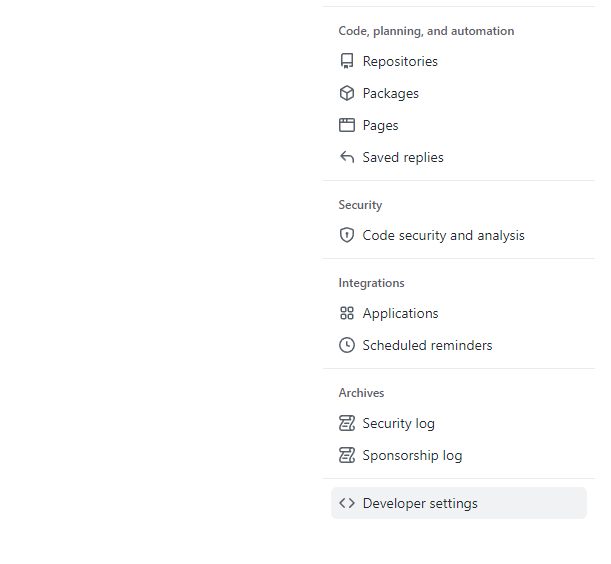 Code, planning, and automation
Repositories
Packages
Pages
Saved replies
Security
Code security and analysis
Integrations
Applications
Scheduled reminders
Archives
Security log
Sponsorship log
Developer settings